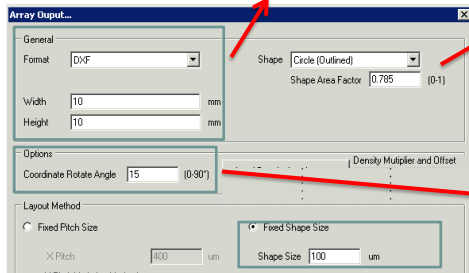 Array Ouput...
General
Format DXF Shape Circle (Outlined)
Shape Area Factor 0.785 (0-1)
Width 10 mm
Height 10 mm
Options
Density Mutiplier and Offset
Coordinate Rotate Angle 15 (0-90°)
Layout Method
Fixed Pitch Size Fixed Shape Size
X Pitch 400 um Shape Size 100 um